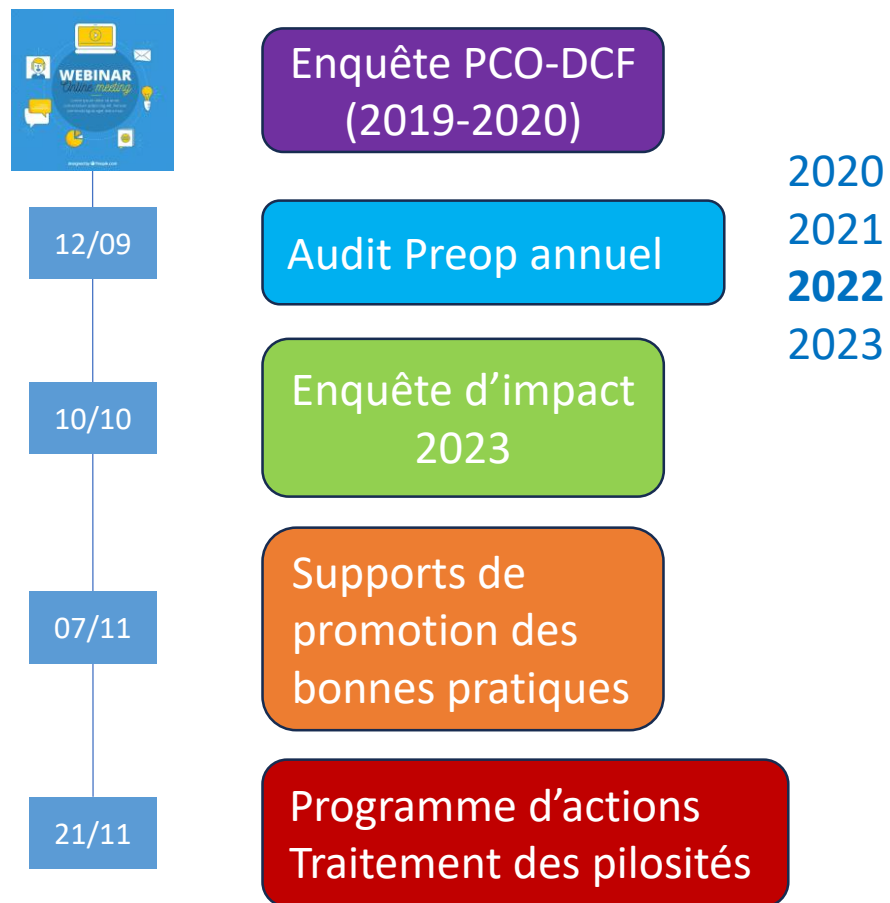 WEBINAR
Online meeting
Enquête PCO-DCF
(2019-2020)
12/09
Audit Preop annuel
2020
2021
2022
2023
10/10
Enquête d’impact
2023
07/11
Supports de
promotion des
bonnes pratiques
21/11
Programme d’actions
Traitement des pilosités